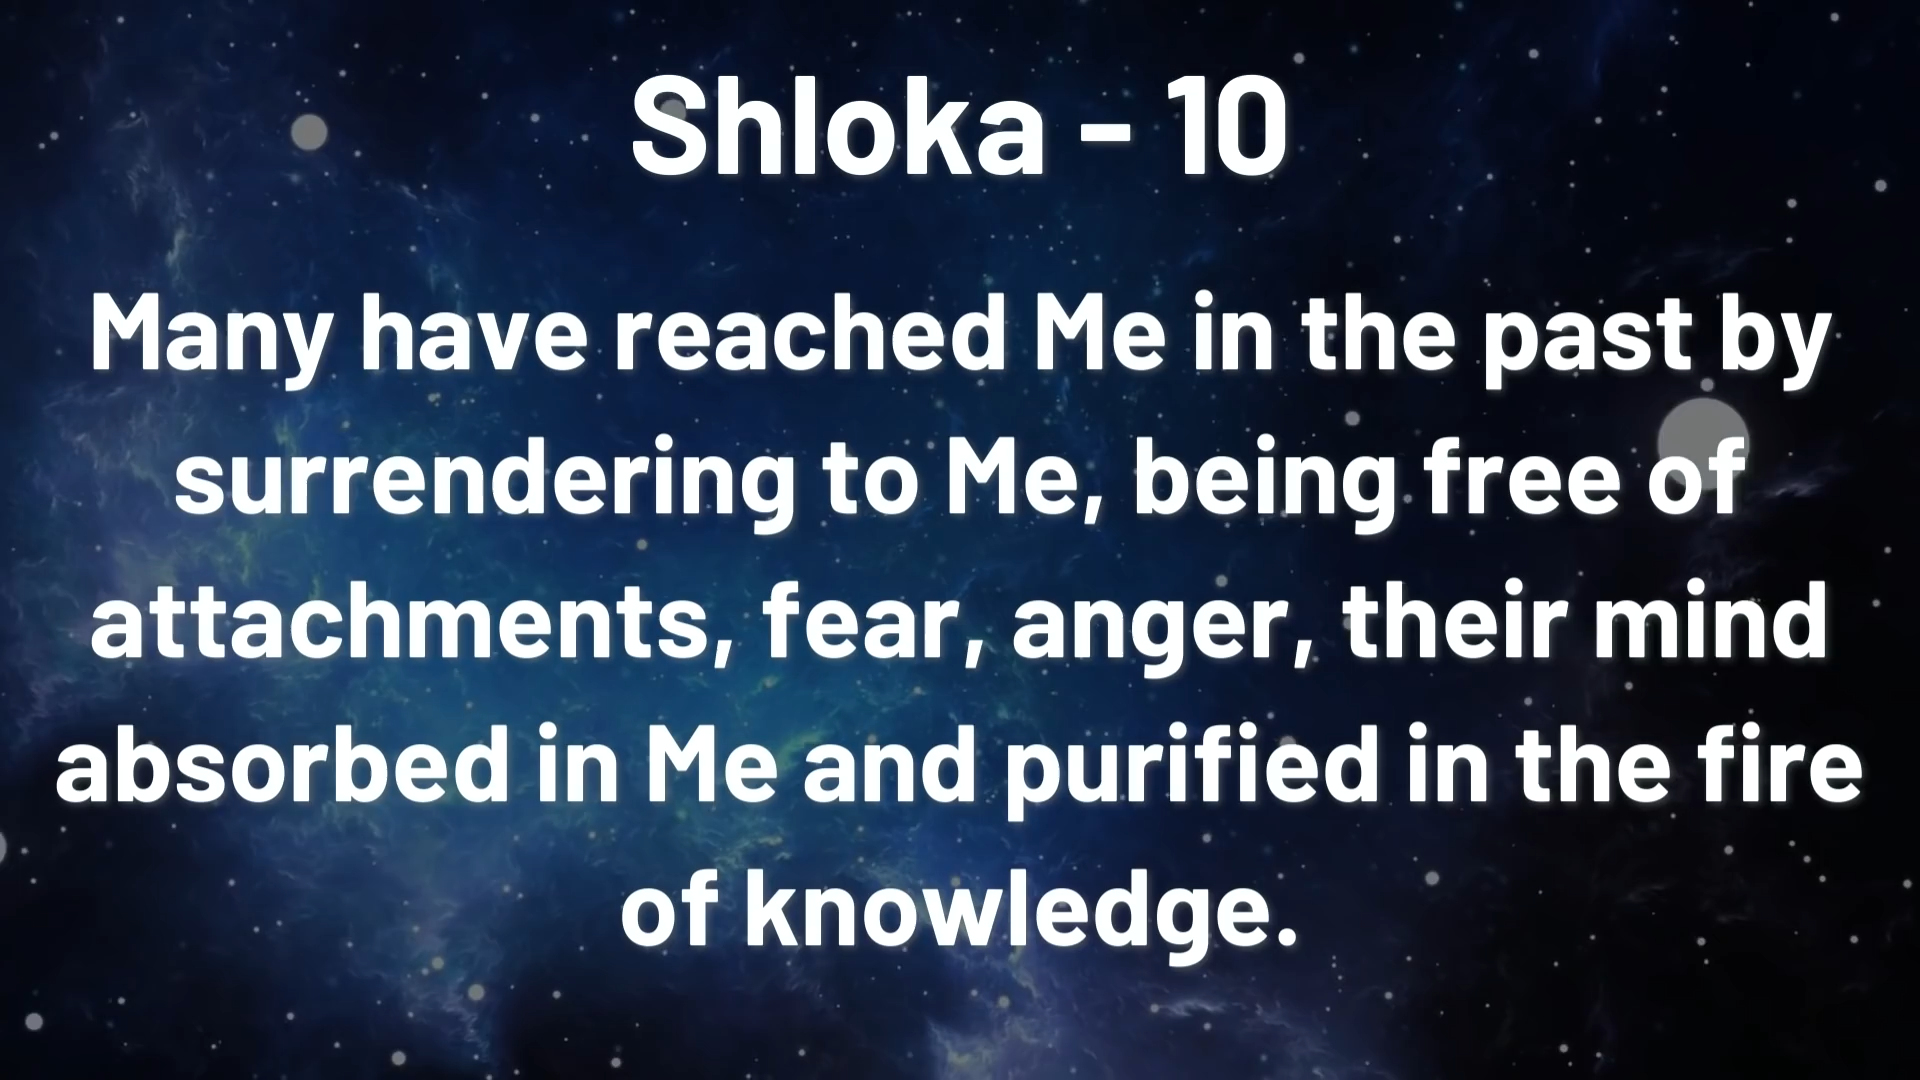 Shloka - 10
Many have reached Me in the past by
surrendering to Me, being free of
attachments, fear, anger, their mind
absorbed in Me and purified in the fire
of knowledge.